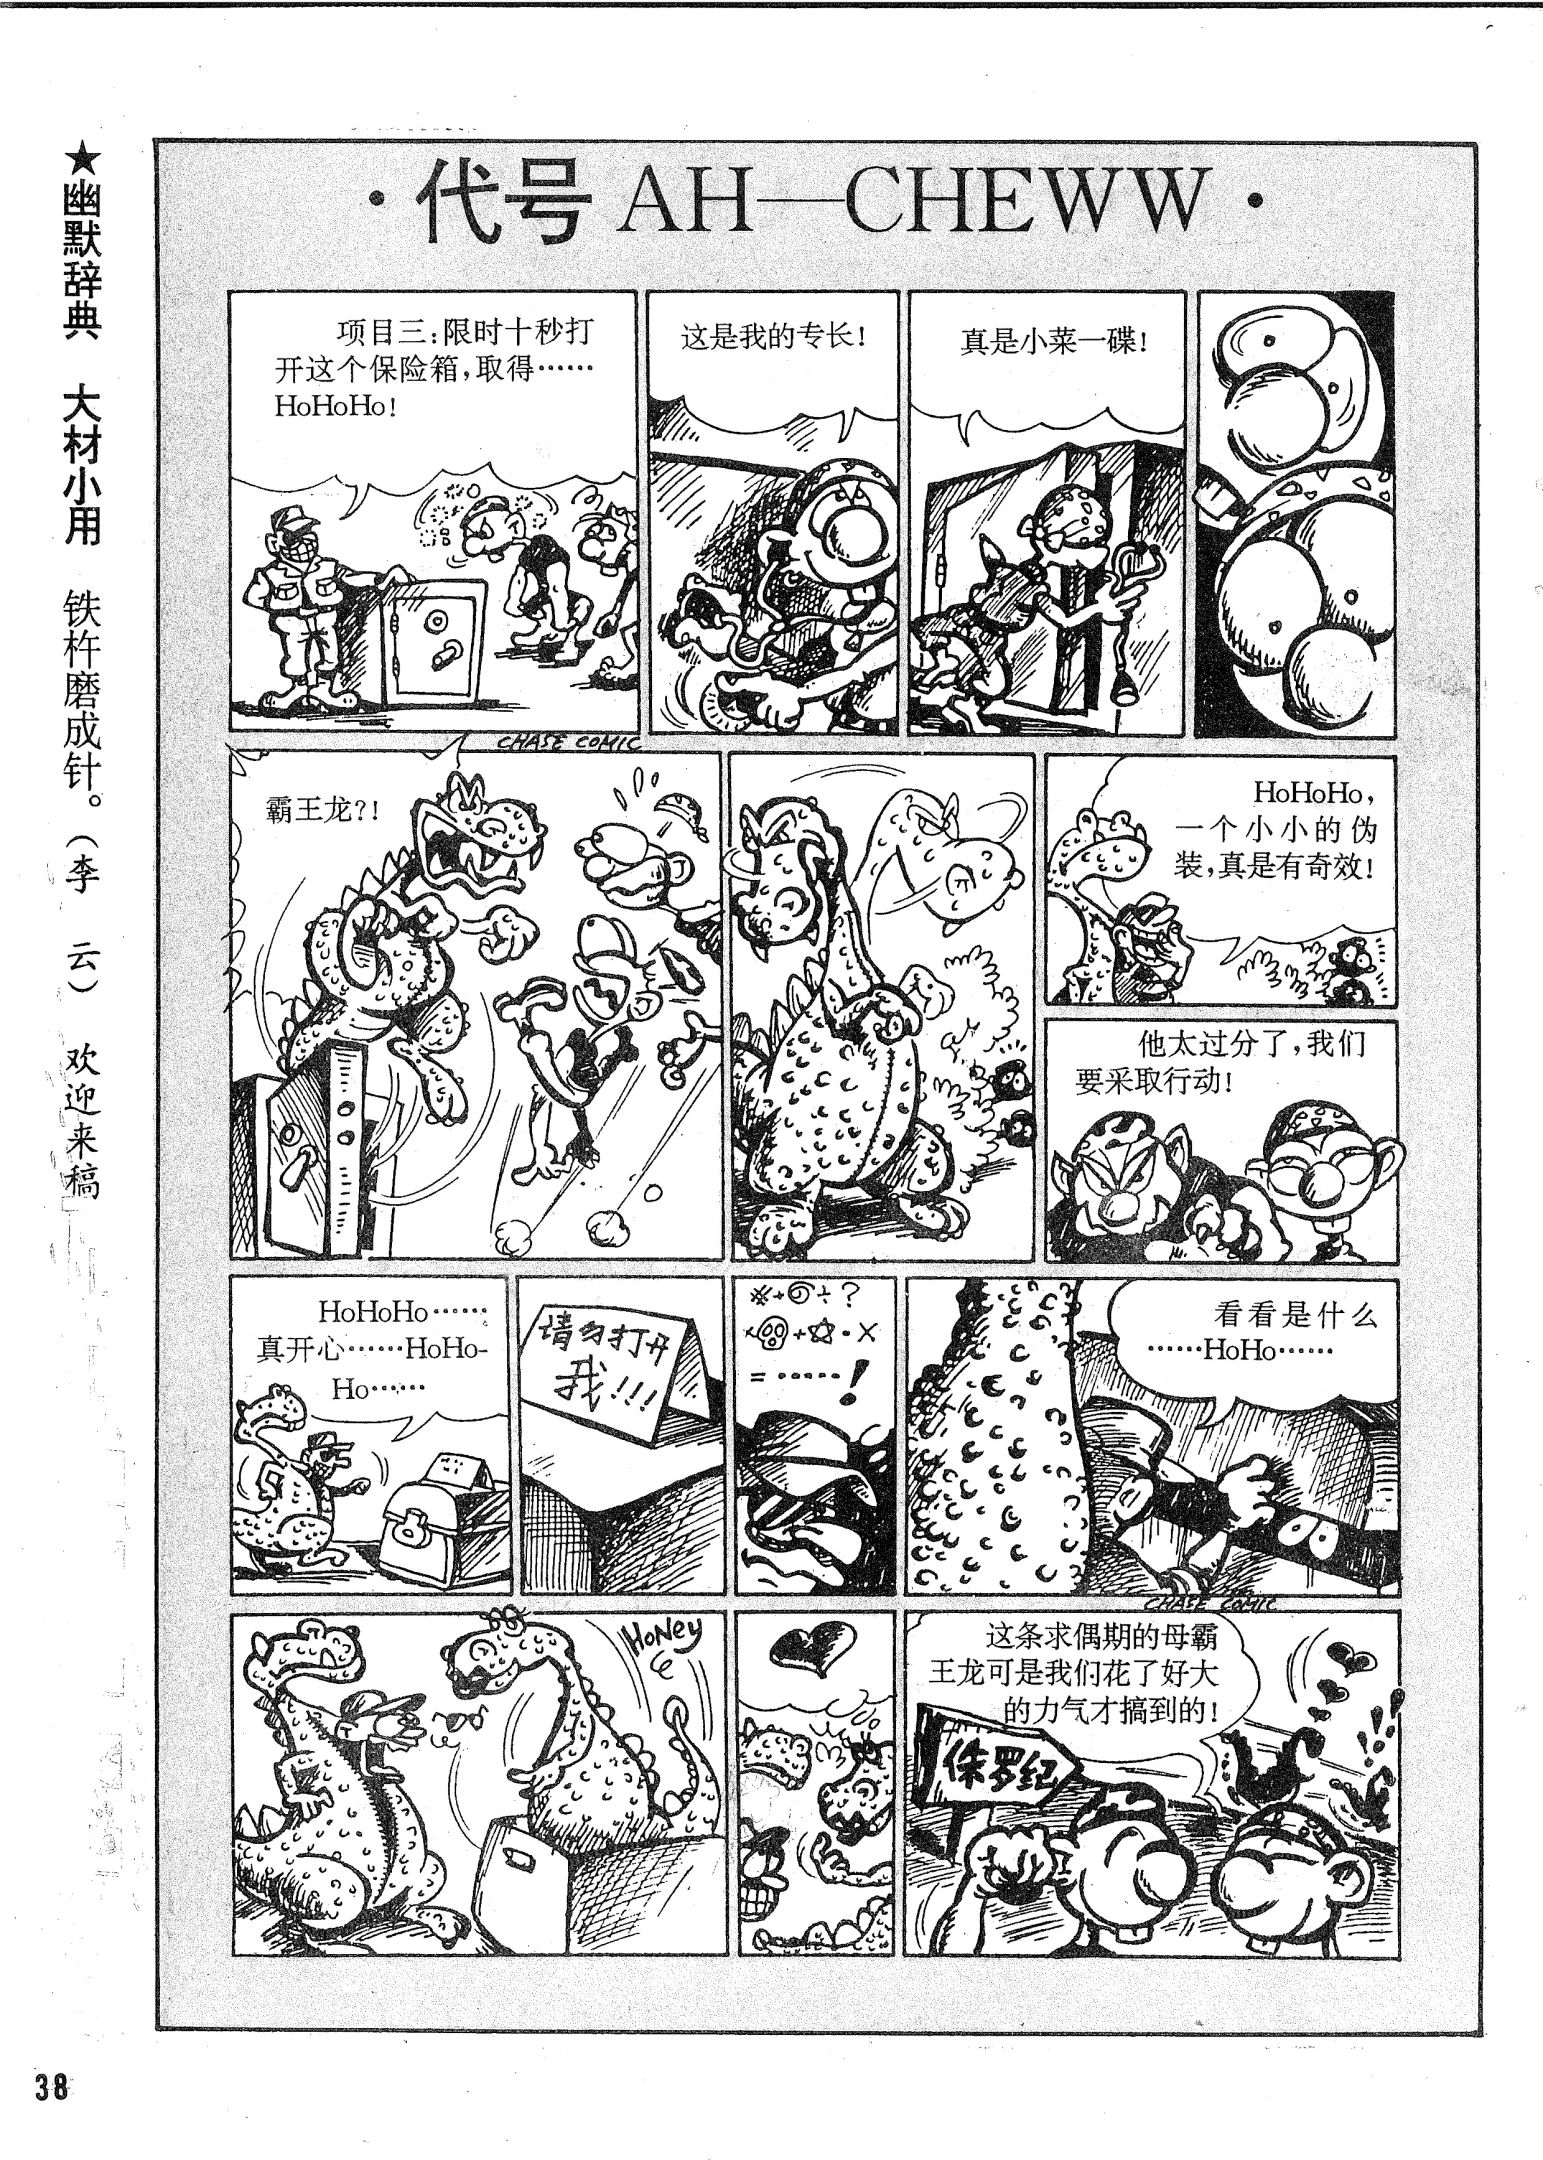 ·代号 AH—CHEWW·
项目三:限时十秒打
开这个保险箱,取得……
HoHoHo!
这是我的专长!
真是小菜一碟!
CHASE COMIC
霸王龙?!
HoHoHo,
一个小小的伪
装,真是有奇效!
他太过分了,我们
要采取行动!
HoHoHo……
真开心……HoHo-
Ho……
请勿打开
我!!!
=……!
看看是什么
……HoHo……
CHASE COMIC
HoNey
这条求偶期的母霸
王龙可是我们花了好大
的力气才搞到的!
侏罗纪
★幽默辞典 大材小用 铁杵磨成针。(李 云) 欢迎来稿
38